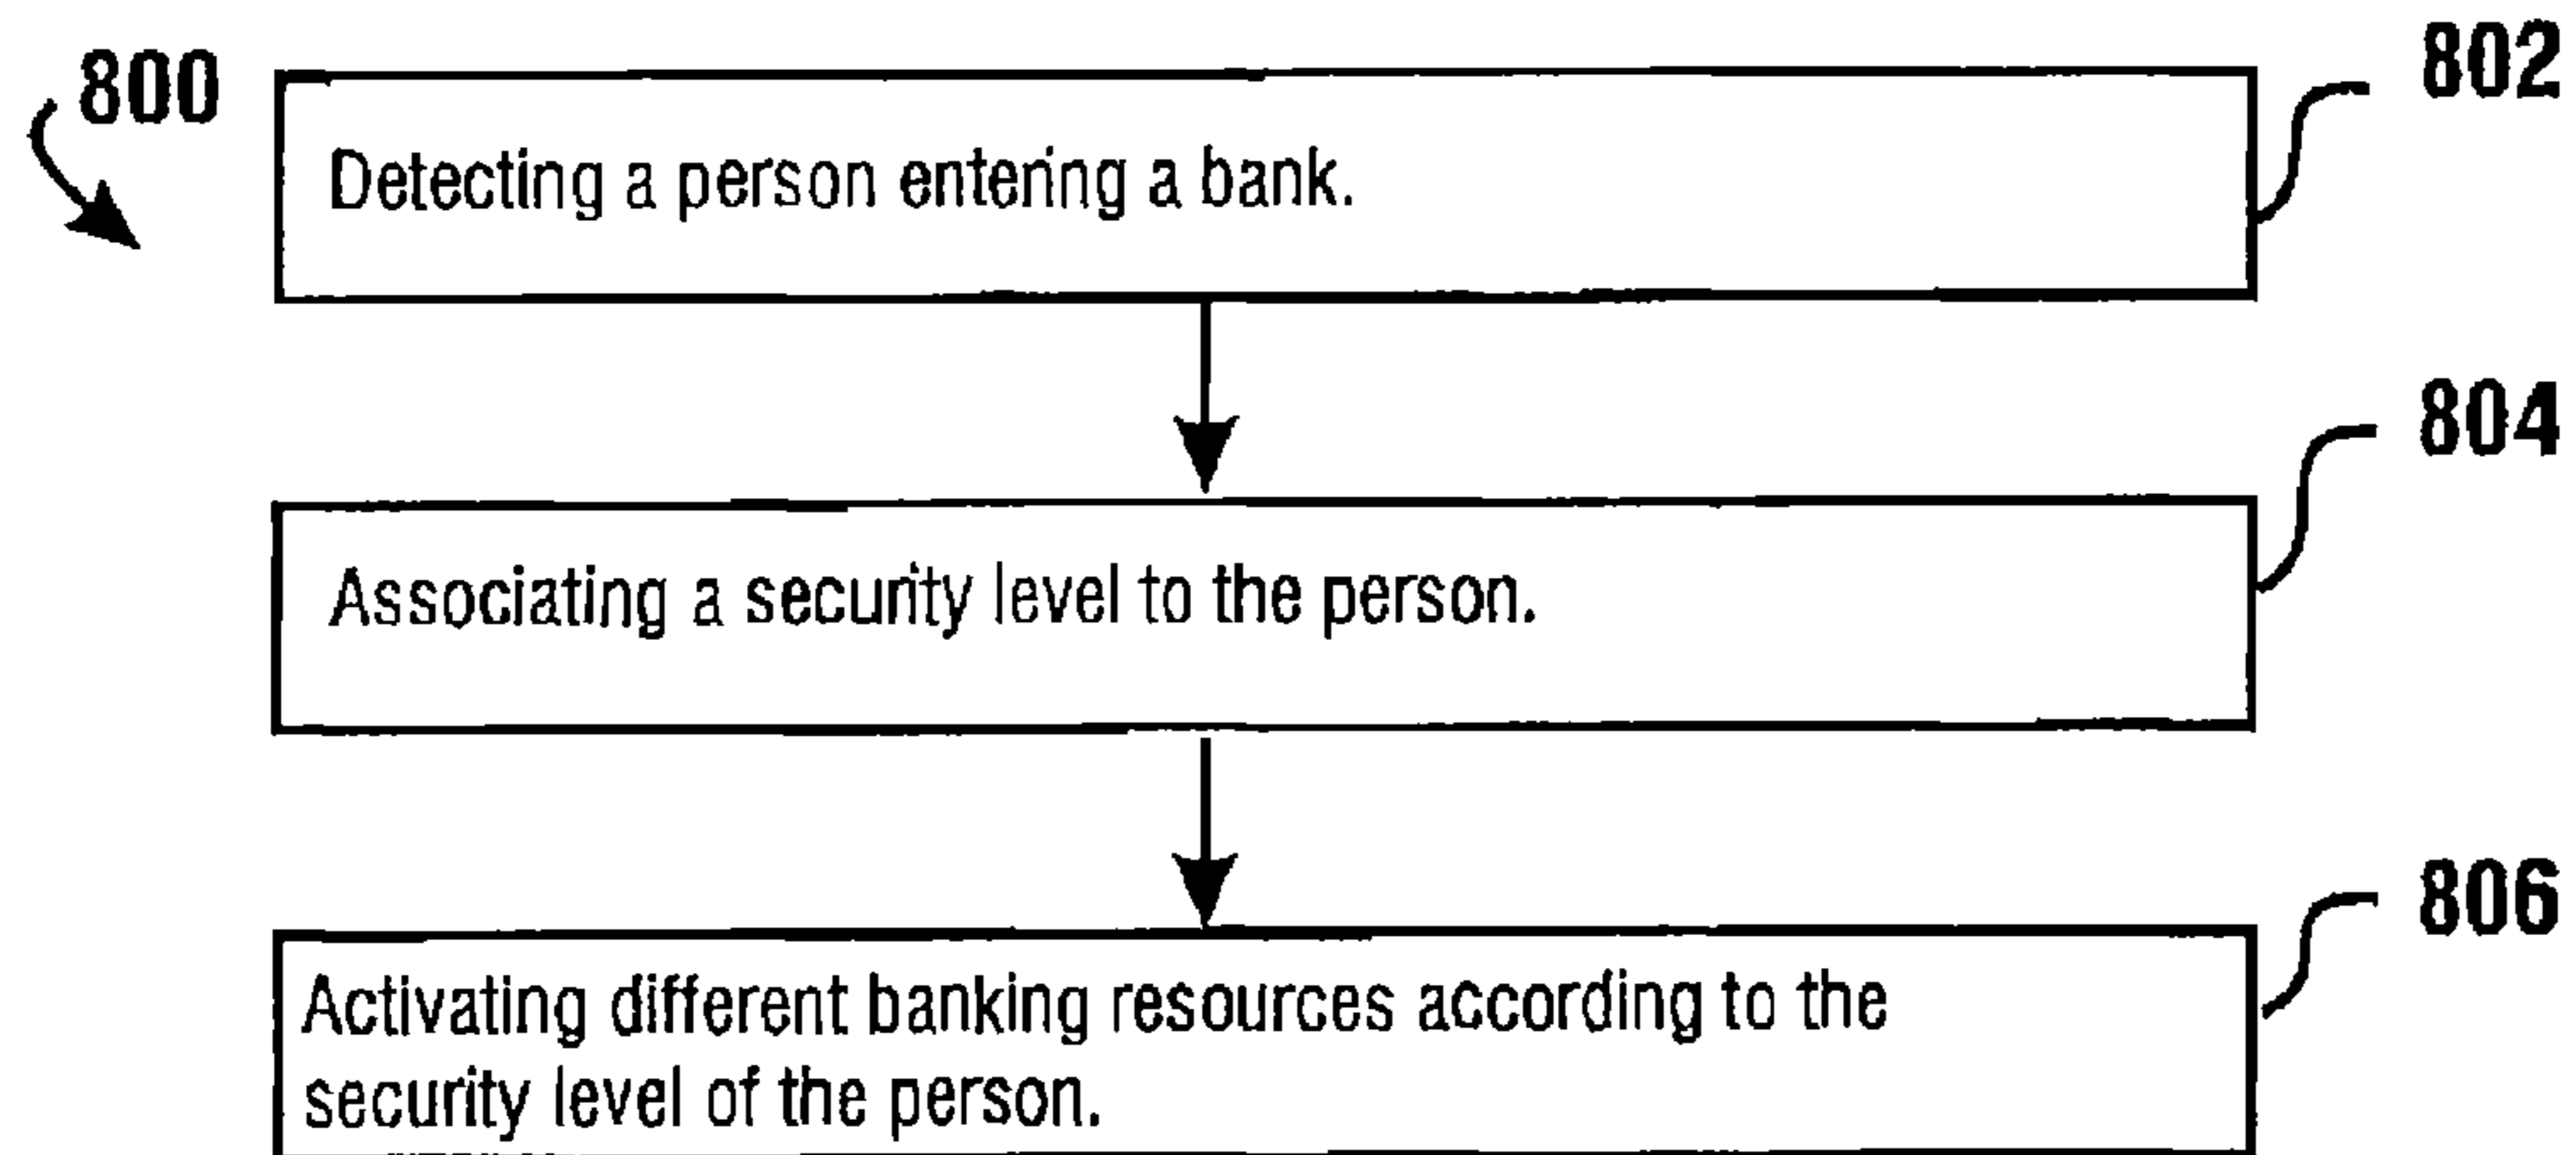 800
802
Detecting a person entering a bank.
804
Associating a security level to the person.
806
Activating different banking resources according to the
security level of the person.